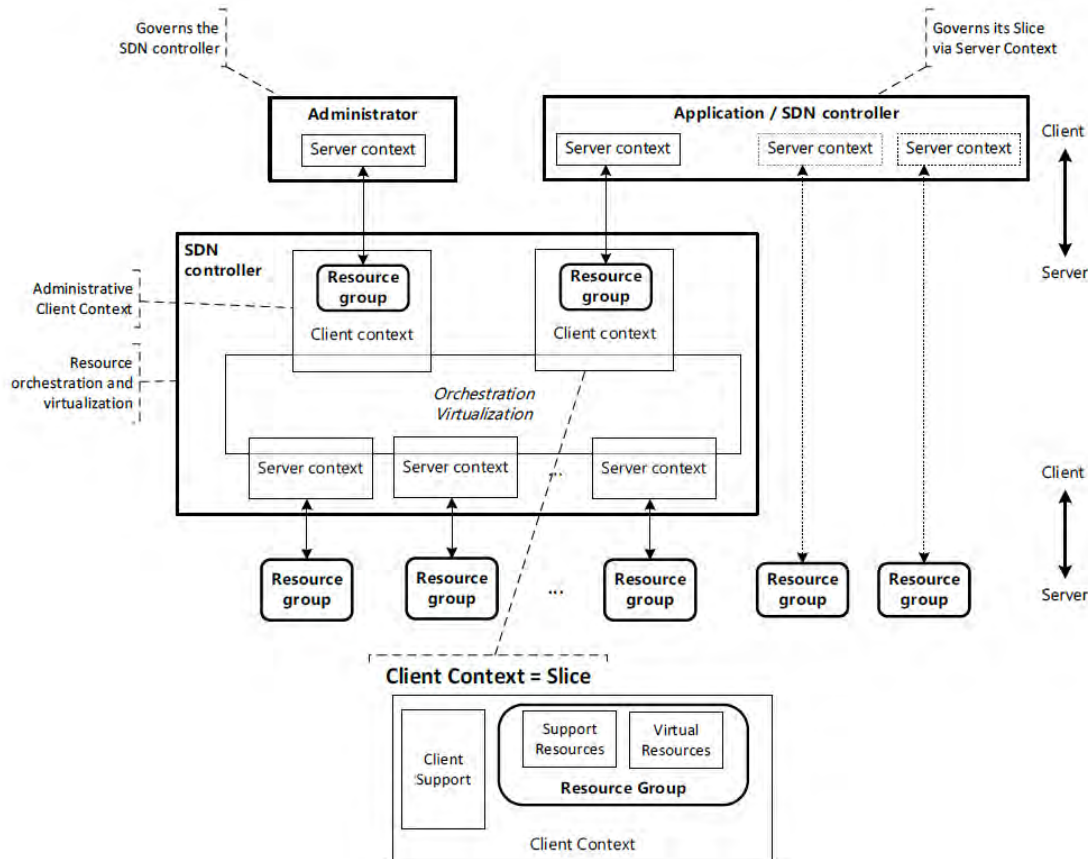 Governs the
SDN controller
Governs its Slice
via Server Context
Administrator
Server context
Application / SDN controller
Server context
Server context
Server context
Client
Server
SDN
controller
Resource
group
Client context
Resource
group
Client context
Administrative
Client Context
Resource
orchestration and
virtualization
Orchestration
Virtualization
Server context
Server context
...
Server context
Client
Server
Resource
group
Resource
group
...
Resource
group
Resource
group
Resource
group
Client Context = Slice
Client
Support
Support
Resources
Virtual
Resources
Resource Group
Client Context